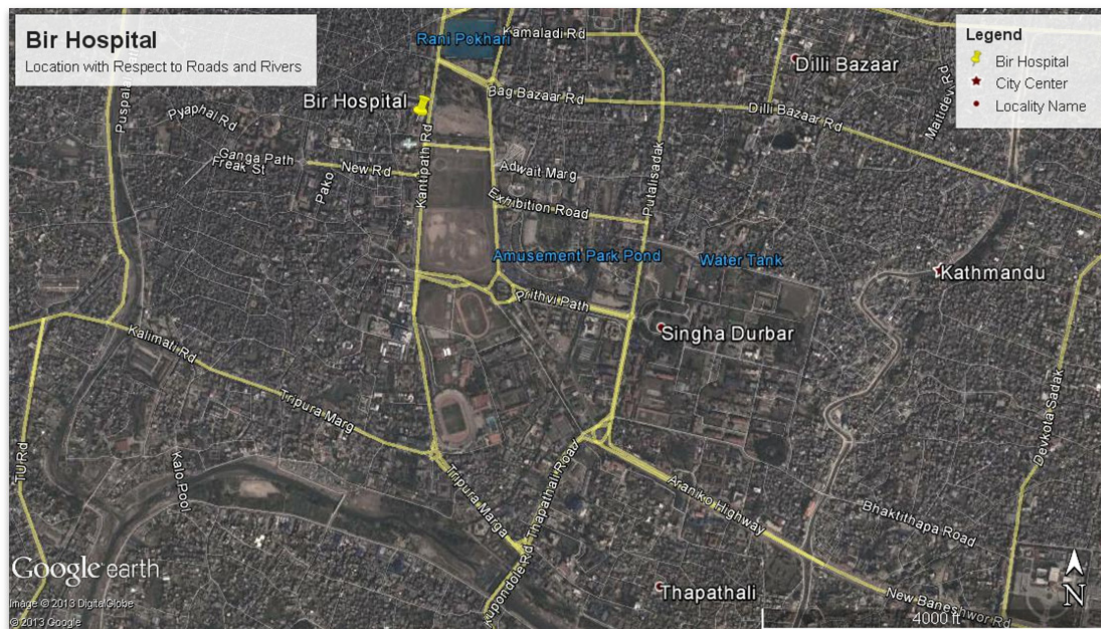 Bir Hospital
Location with Respect to Roads and Rivers
Legend
Bir Hospital
City Center
Locality Name
Rani Pokhari
Kamaladi Rd
Dilli Bazaar
Bir Hospital
Bag Bazaar Rd
Dilli Bazaar Rd
Maitidevi Rd
Pyaphal Rd
Ganga Path
Freak St
New Rd
Pako
Kantipath Rd
Adwait Marg
Putalisadak
Exhibition Road
Amusement Park Pond
Water Tank
Kathmandu
Prithvi Path
Singha Durbar
Kalimati Rd
Tripura Marg
Devkota Sadak
TU Rd
Kalo Pool
Tripura Marga
Thapathali Road
Araniko Highway
Bhaktithapa Road
Thapathali
New Baneshwor Rd
Google earth
N
Image © 2013 DigitalGlobe
© 2013 Google
4000 ft